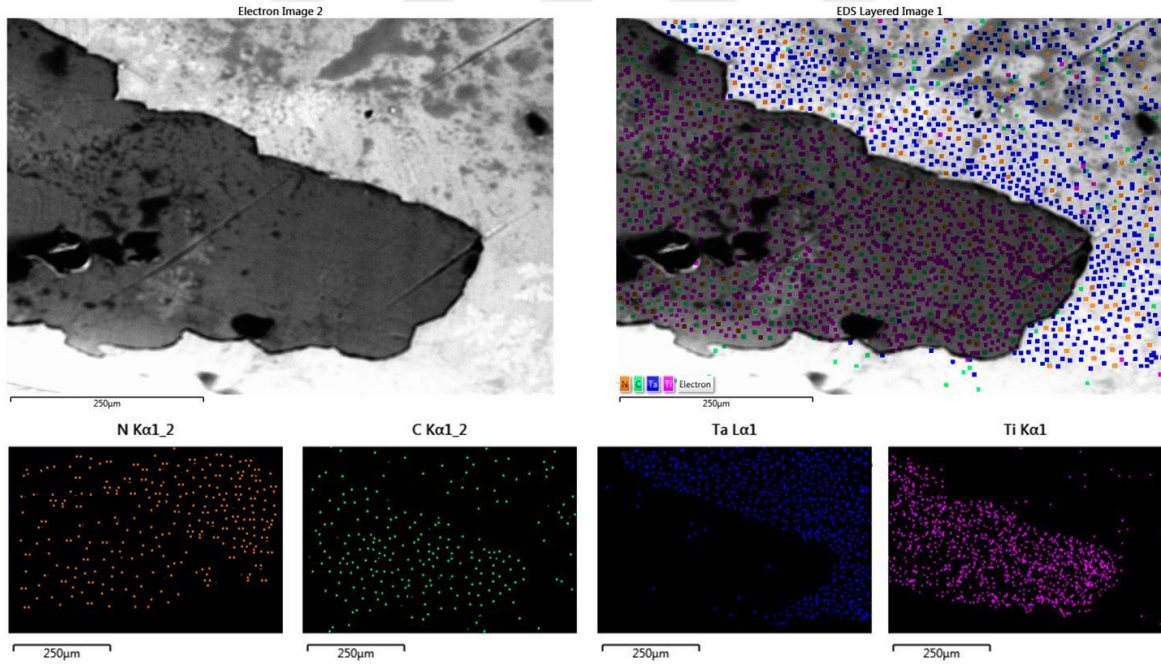 Electron Image 2
EDS Layered Image 1
250µm
250µm
N C Ta Ti Electron
N Kα1_2
C Kα1_2
Ta Lα1
Ti Kα1
250µm
250µm
250µm
250µm